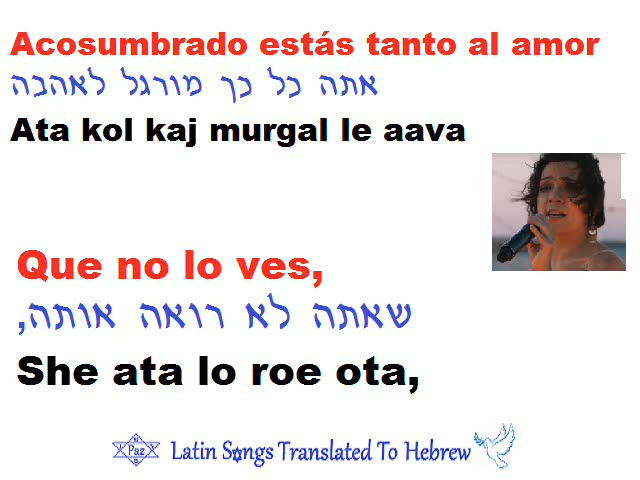 Acosumbrado estás tanto al amor
אתה כל כך מורגל לאהבה
Ata kol kaj murgal le aava
Que no lo ves,
שאתה לא רואה אותה,
She ata lo roe ota,
Paz Latin Songs Translated To Hebrew